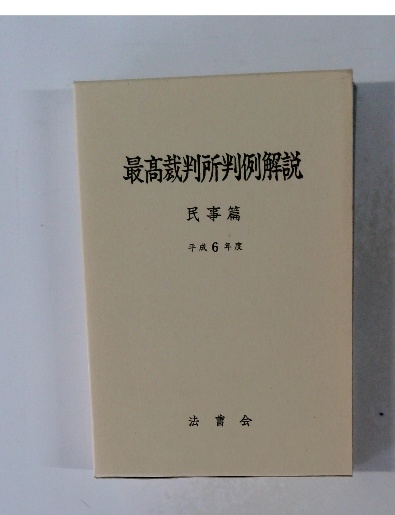 最高裁判所判例解説
民事篇
平成6年度
法曹会